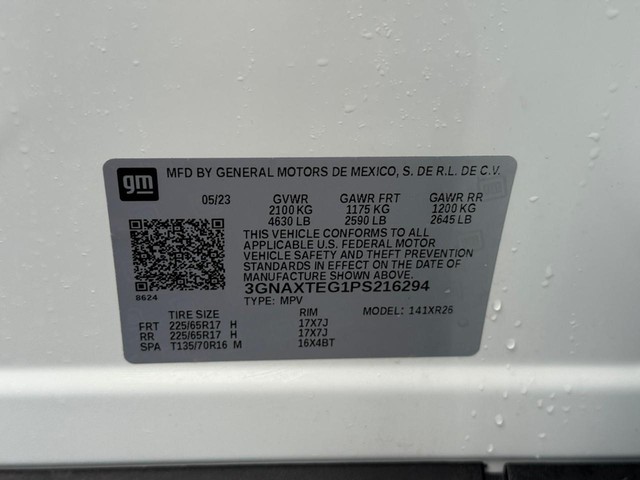 gm MFD BY GENERAL MOTORS DE MEXICO, S. DE R.L. DE C.V.
05/23 GVWR GAWR FRT GAWR RR
2100 KG 1175 KG 1200 KG
4630 LB 2590 LB 2645 LB
THIS VEHICLE CONFORMS TO ALL
APPLICABLE U.S. FEDERAL MOTOR
VEHICLE SAFETY AND THEFT PREVENTION
STANDARDS IN EFFECT ON THE DATE OF
MANUFACTURE SHOWN ABOVE.
8624 3GNAXTEG1PS216294
TYPE: MPV MODEL: 141XR26
TIRE SIZE RIM
FRT 225/65R17 H 17X7J
RR 225/65R17 H 17X7J
SPA T135/70R16 M 16X4BT